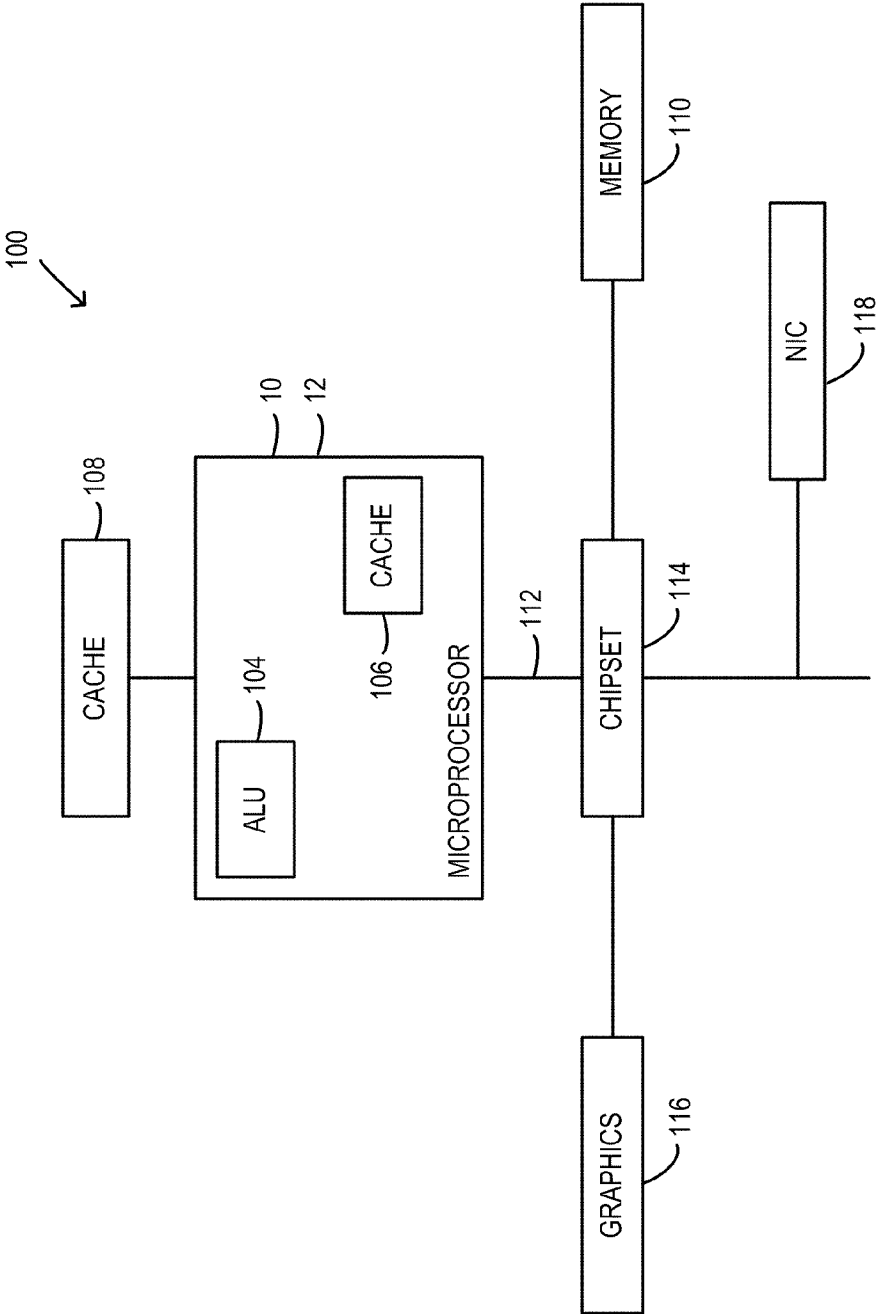 100
CACHE
108
10
12
ALU
104
CACHE
106
MICROPROCESSOR
112
GRAPHICS
116
CHIPSET
114
MEMORY
110
NIC
118